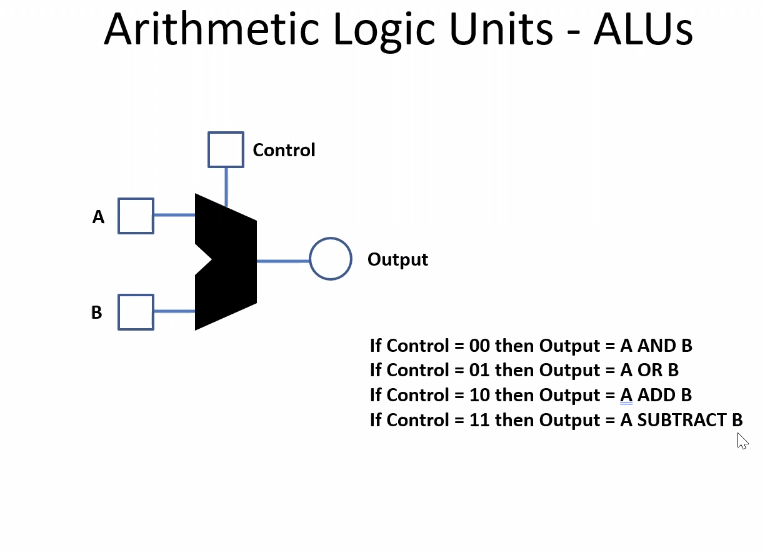 Arithmetic Logic Units - ALUs
Control
A
Output
B
If Control = 00 then Output = A AND B
If Control = 01 then Output = A OR B
If Control = 10 then Output = A ADD B
If Control = 11 then Output = A SUBTRACT B